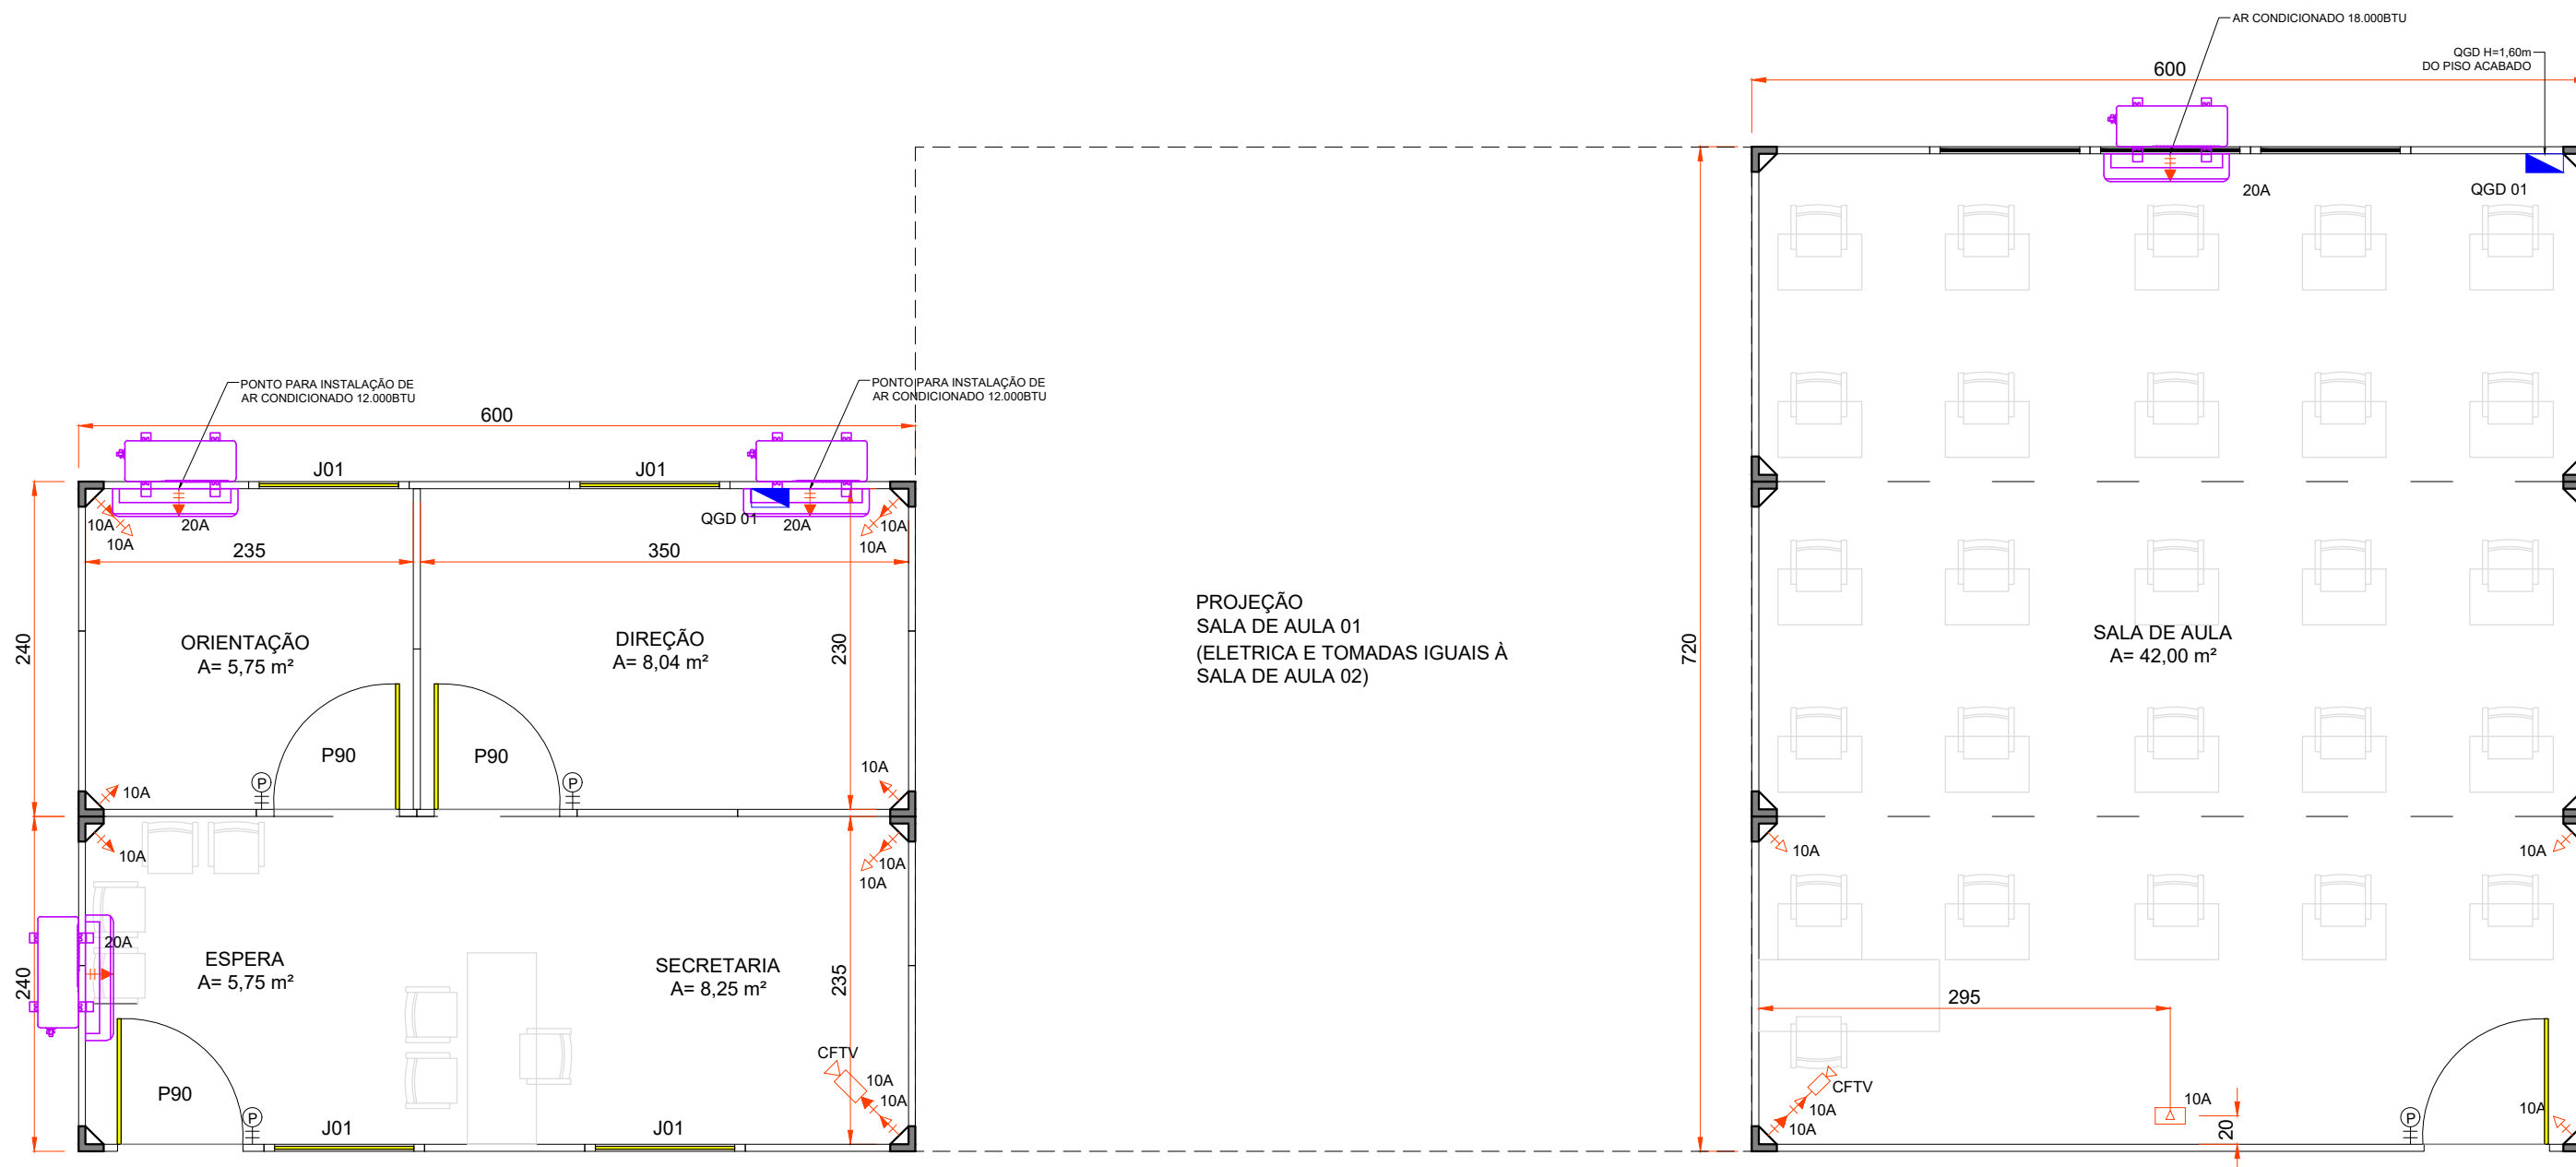 AR CONDICIONADO 18.000BTU
QGD H=1,60m
DO PISO ACABADO
600
20A
QGD 01
PONTO PARA INSTALAÇÃO DE
AR CONDICIONADO 12.000BTU
PONTO PARA INSTALAÇÃO DE
AR CONDICIONADO 12.000BTU
600
J01
J01
10A
20A
10A
QGD 01
20A
10A
10A
235
350
240
ORIENTAÇÃO
A= 5,75 m²
DIREÇÃO
A= 8,04 m²
230
PROJEÇÃO
SALA DE AULA 01
(ELETRICA E TOMADAS IGUAIS À
SALA DE AULA 02)
720
SALA DE AULA
A= 42,00 m²
P90
P90
P
P
10A
10A
10A
10A
10A
10A
10A
20A
240
ESPERA
A= 5,75 m²
SECRETARIA
A= 8,25 m²
235
295
CFTV
10A
10A
P90
P
J01
J01
CFTV
10A
10A
10A
20
P
10A